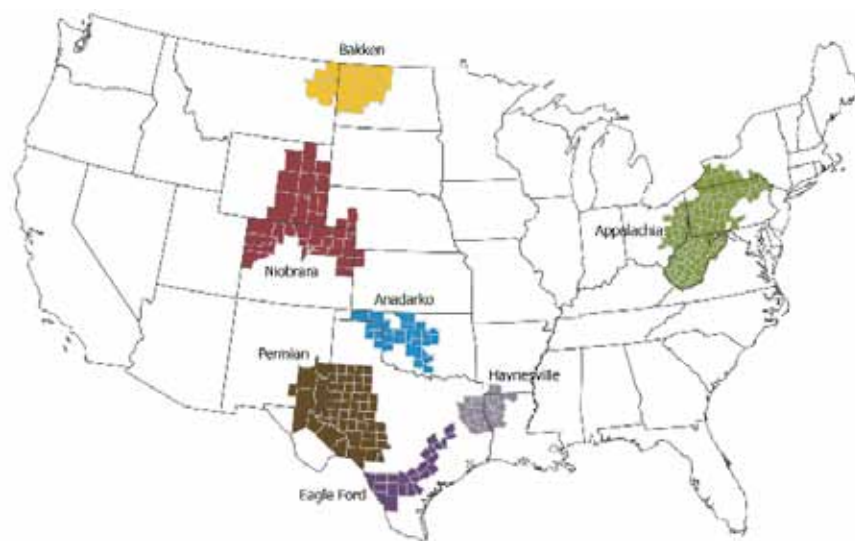 Bakken
Appalachia
Niobrara
Anadarko
Permian
Haynesville
Eagle Ford